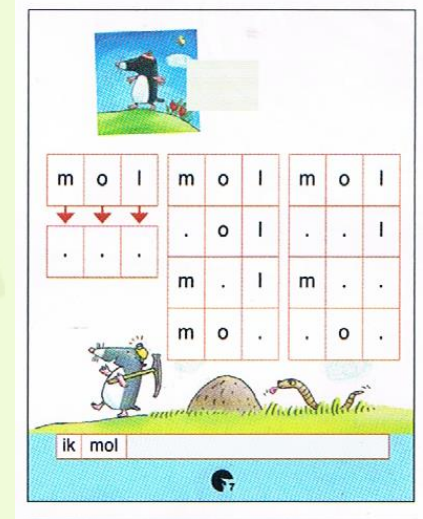 m o l m o l m o l
. . . . o l . . l
m . l m . .
m o . . o .
ik mol
7